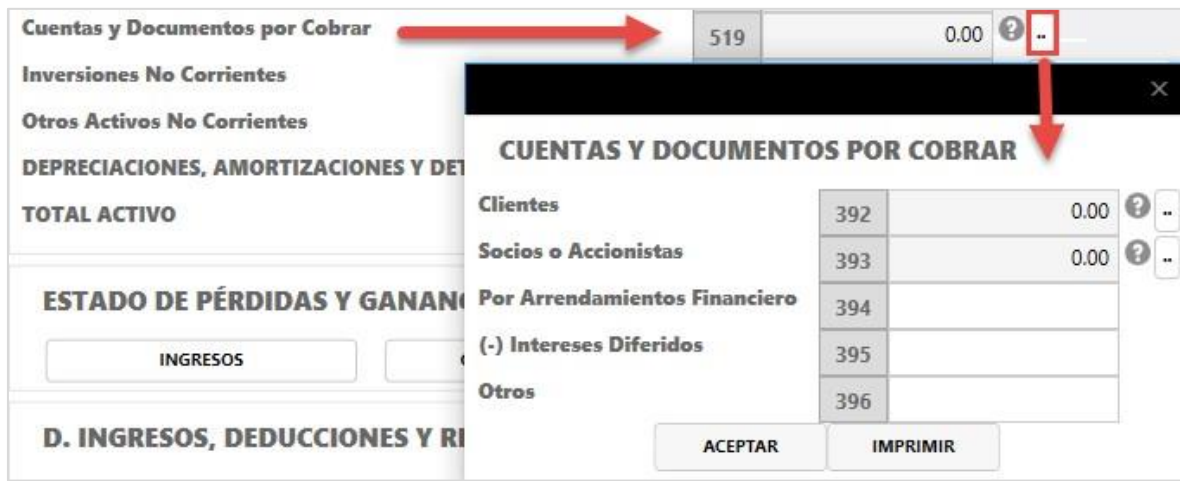 Cuentas y Documentos por Cobrar 519 0.00 ? ..
Inversiones No Corrientes
Otros Activos No Corrientes
DEPRECIACIONES, AMORTIZACIONES Y DET
TOTAL ACTIVO
ESTADO DE PÉRDIDAS Y GANAN
INGRESOS
D. INGRESOS, DEDUCCIONES Y R
CUENTAS Y DOCUMENTOS POR COBRAR
Clientes 392 0.00 ? ..
Socios o Accionistas 393 0.00 ? ..
Por Arrendamientos Financiero 394
(-) Intereses Diferidos 395
Otros 396
ACEPTAR IMPRIMIR